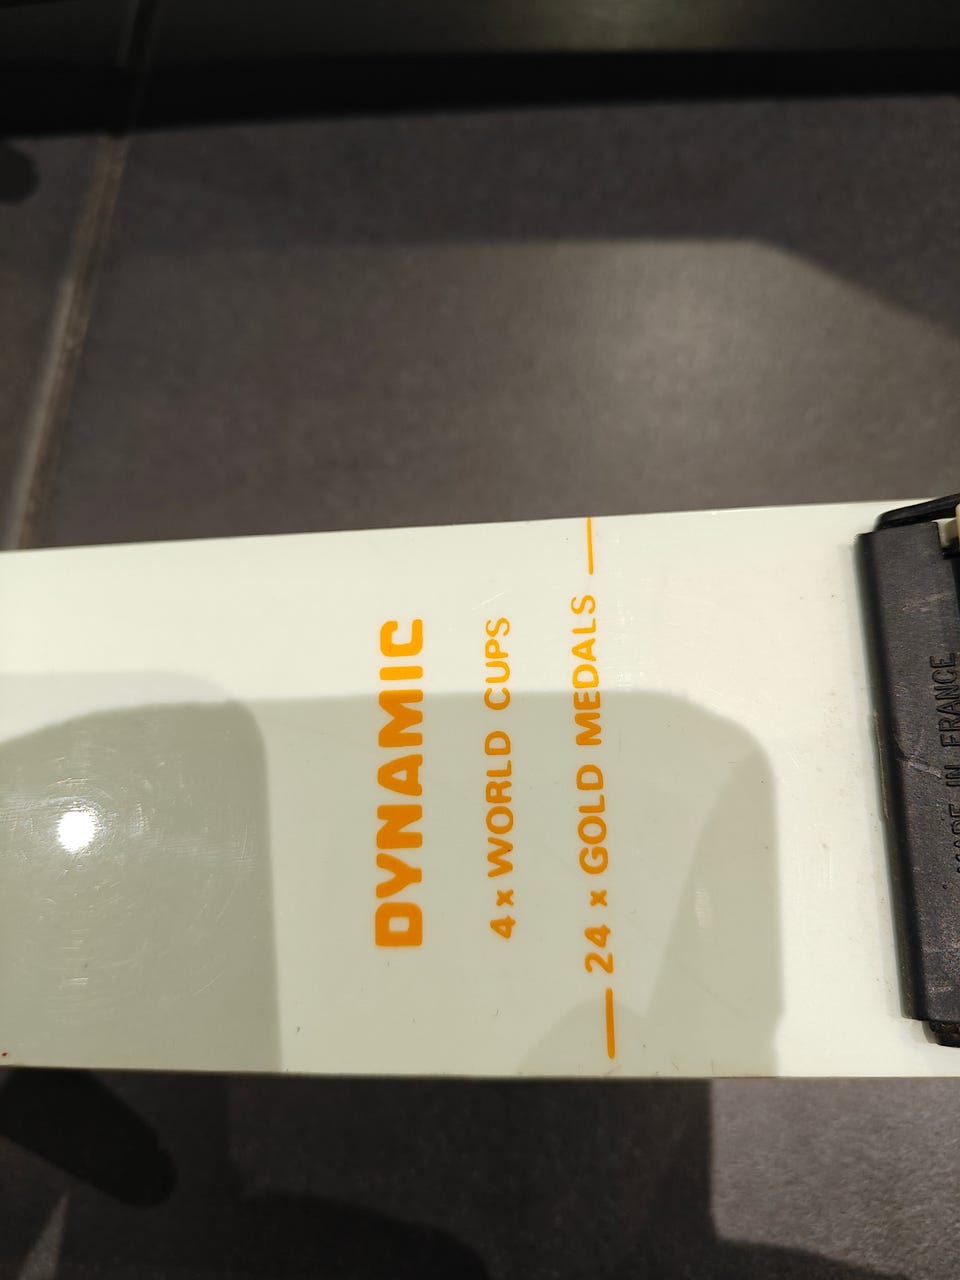 DYNAMIC
4 x WORLD CUPS
24 x GOLD MEDALS
MADE IN FRANCE